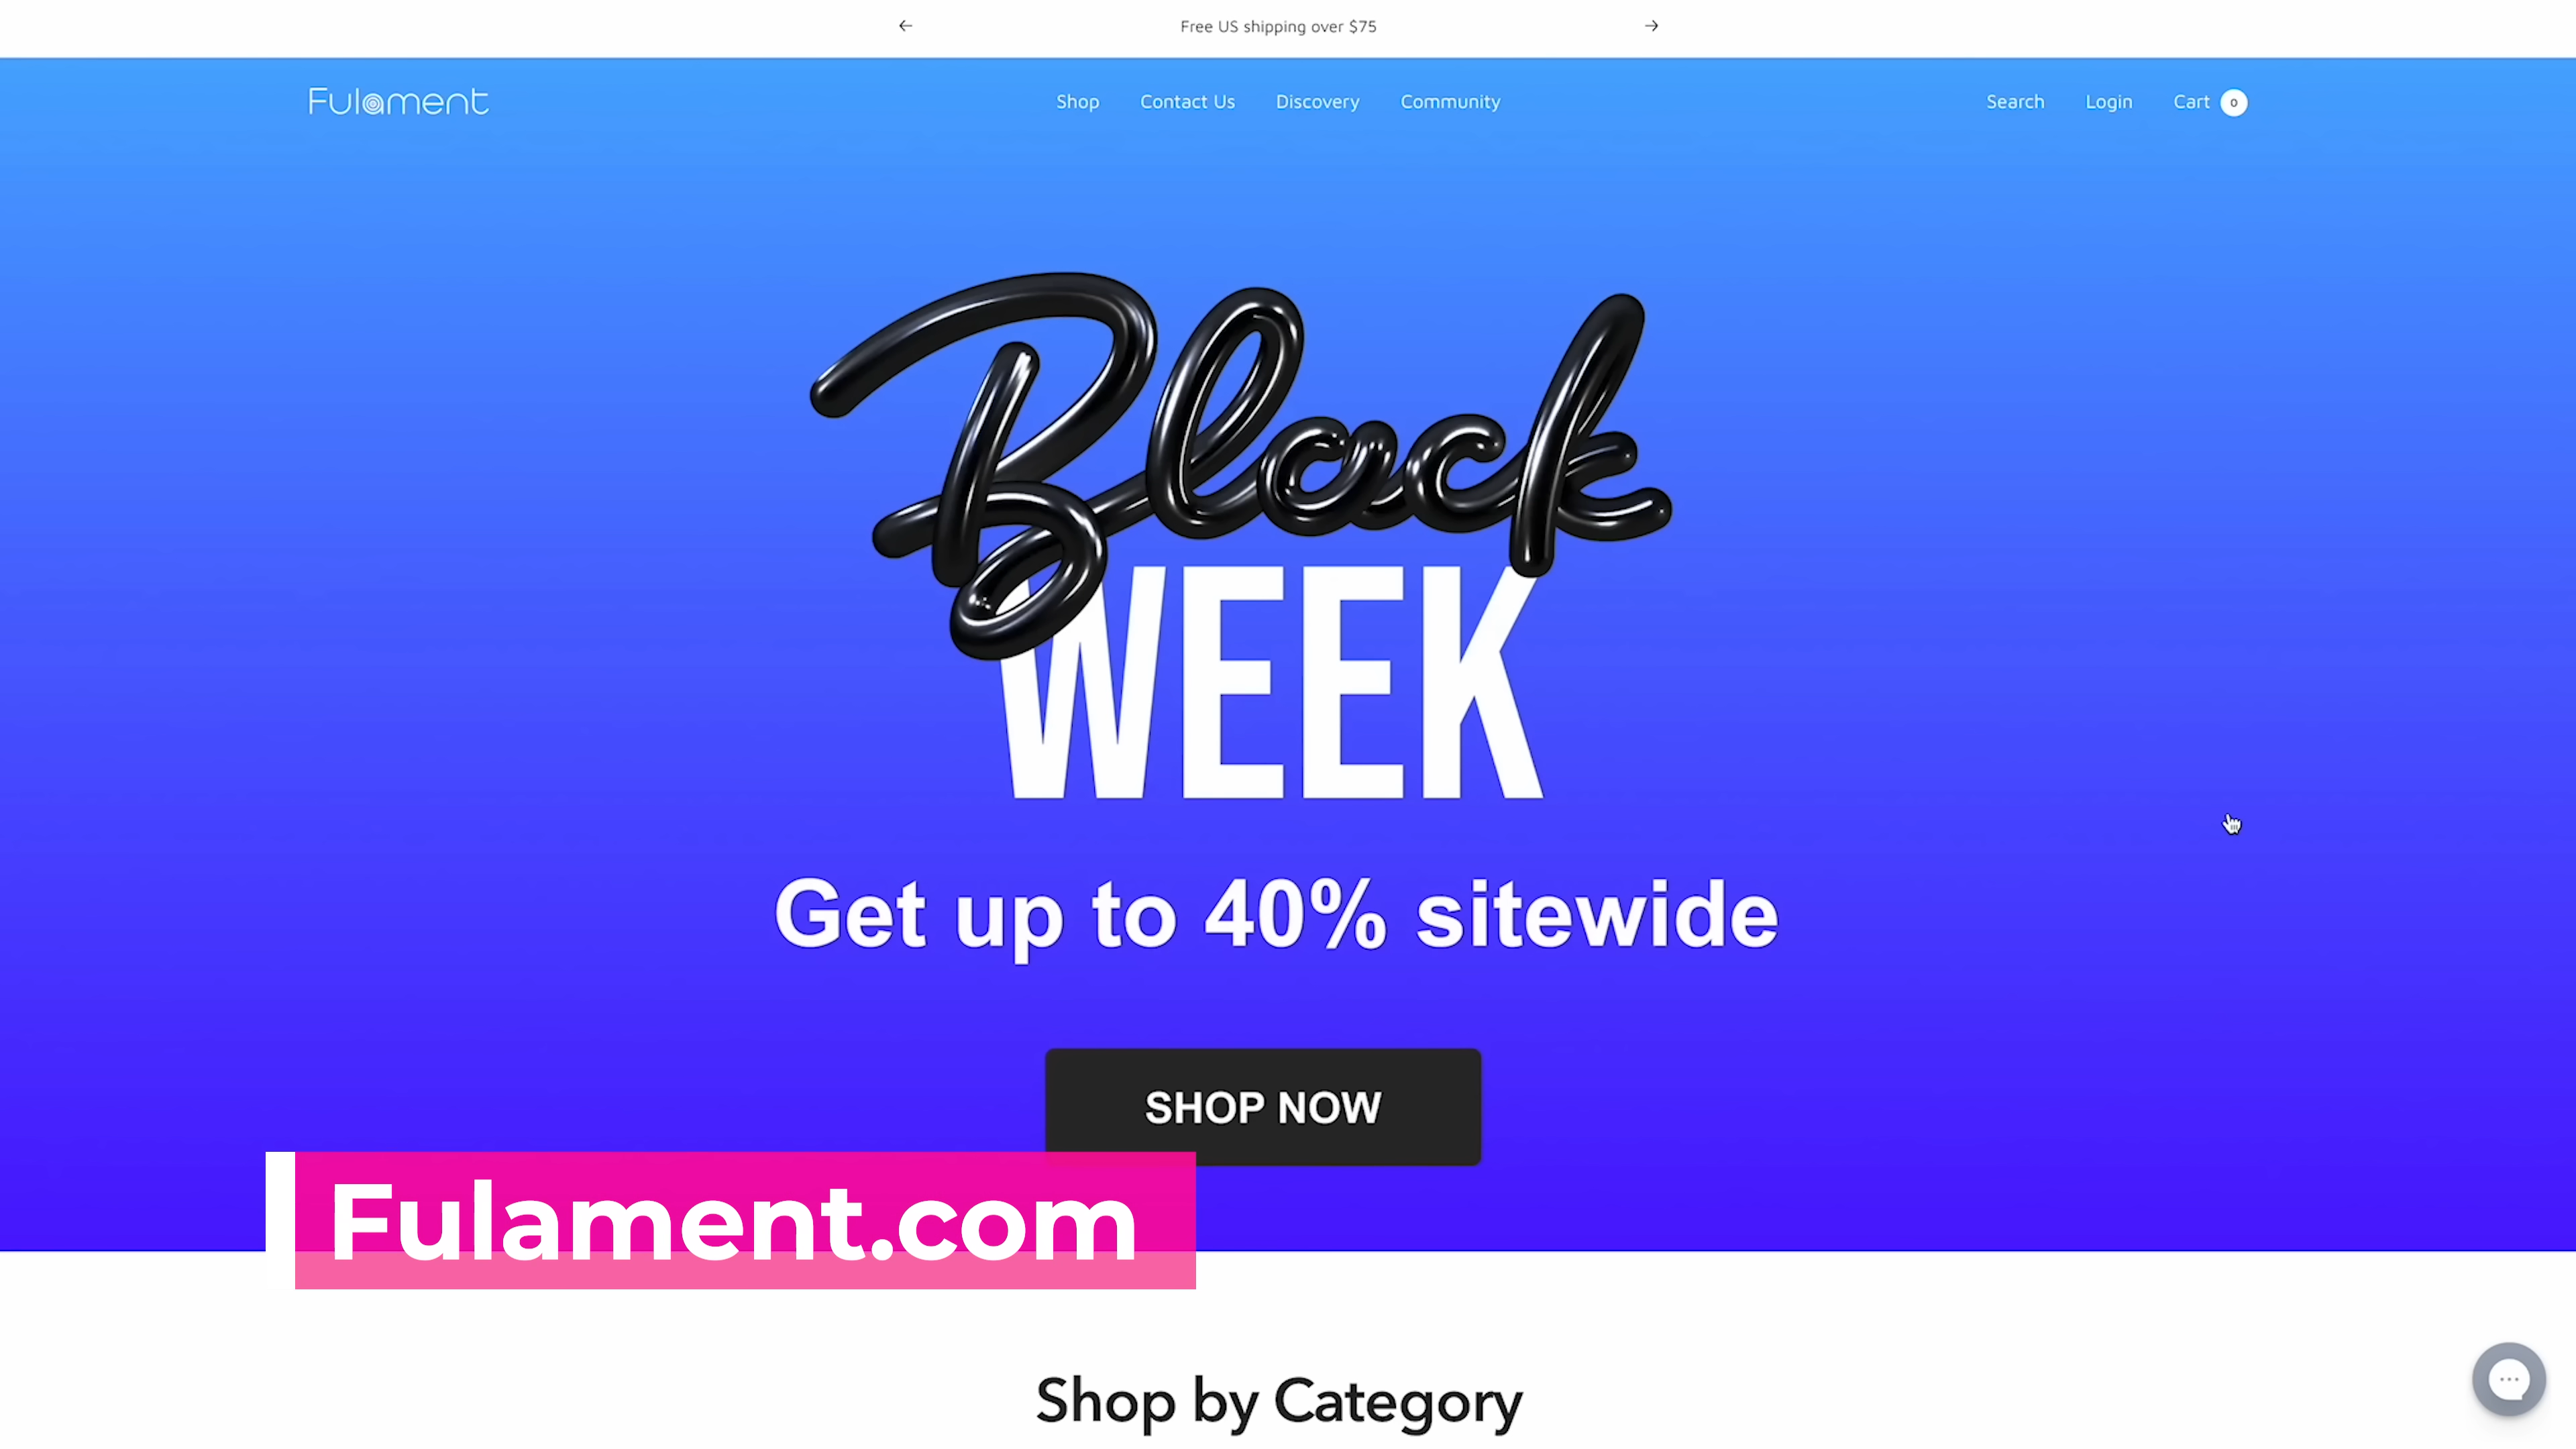 Free US shipping over $75
Fulament
Shop Contact Us Discovery Community
Search Login Cart 0
Black
WEEK
Get up to 40% sitewide
SHOP NOW
Fulament.com
Shop by Category